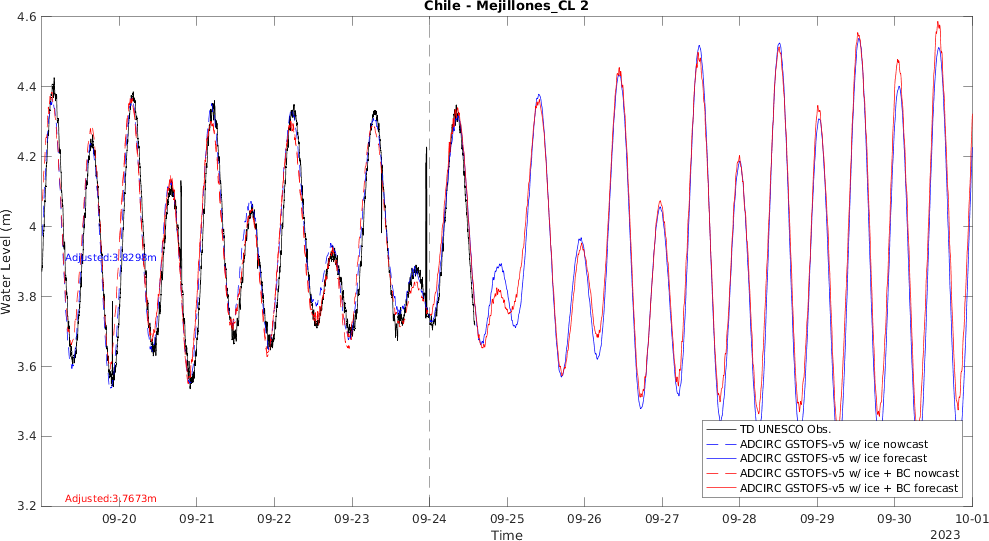 Chile - Mejillones_CL 2
4.6
4.4
4.2
4
3.8
3.6
3.4
3.2
Water Level (m)
Adjusted:3.8298m
Adjusted:3.7673m
TD UNESCO Obs.
ADCIRC GSTOFS-v5 w/ ice nowcast
ADCIRC GSTOFS-v5 w/ ice forecast
ADCIRC GSTOFS-v5 w/ ice + BC nowcast
ADCIRC GSTOFS-v5 w/ ice + BC forecast
09-20 09-21 09-22 09-23 09-24 09-25 09-26 09-27 09-28 09-29 09-30 10-01
Time
2023